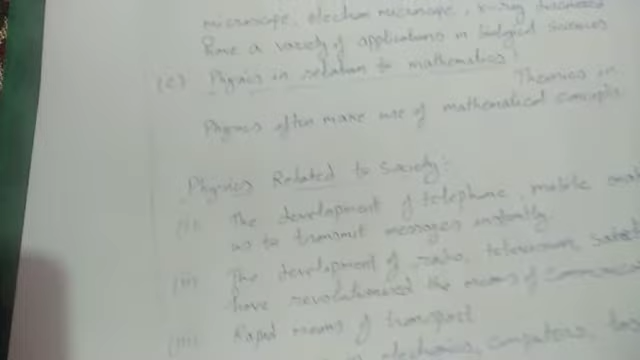 microscope, electron microscope, x-ray
have a variety of applications in biological sciences
(c) Physics in relation to mathematics : Theories in
Physics often make use of mathematical concepts
Physics Related to Society :
(i) The development of telephone, mobile
us to transmit messages instantly.
(ii) The development of radio, television,
have revolutionised the means of
(iii) Rapid means of transport
electronics, computers,